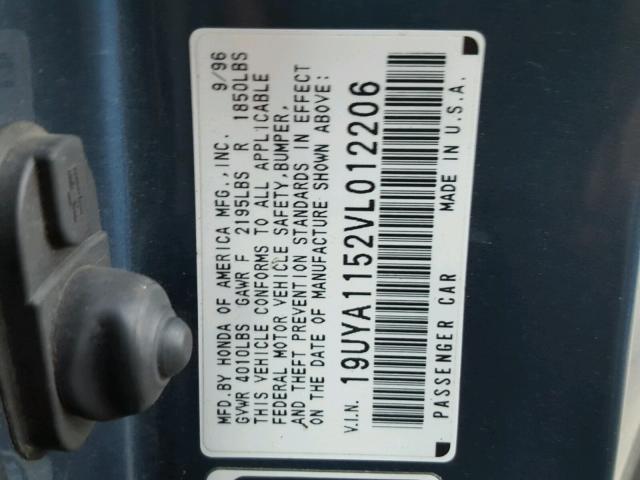 MFD.BY HONDA OF AMERICA MFG.,INC. 9/96
GVWR 4010LBS GAWR F 2195LBS R 1850LBS
THIS VEHICLE CONFORMS TO ALL APPLICABLE
FEDERAL MOTOR VEHICLE SAFETY,BUMPER,
AND THEFT PREVENTION STANDARDS IN EFFECT
ON THE DATE OF MANUFACTURE SHOWN ABOVE.
V.I.N. 19UYA1152VL012206
PASSENGER CAR MADE IN U.S.A.